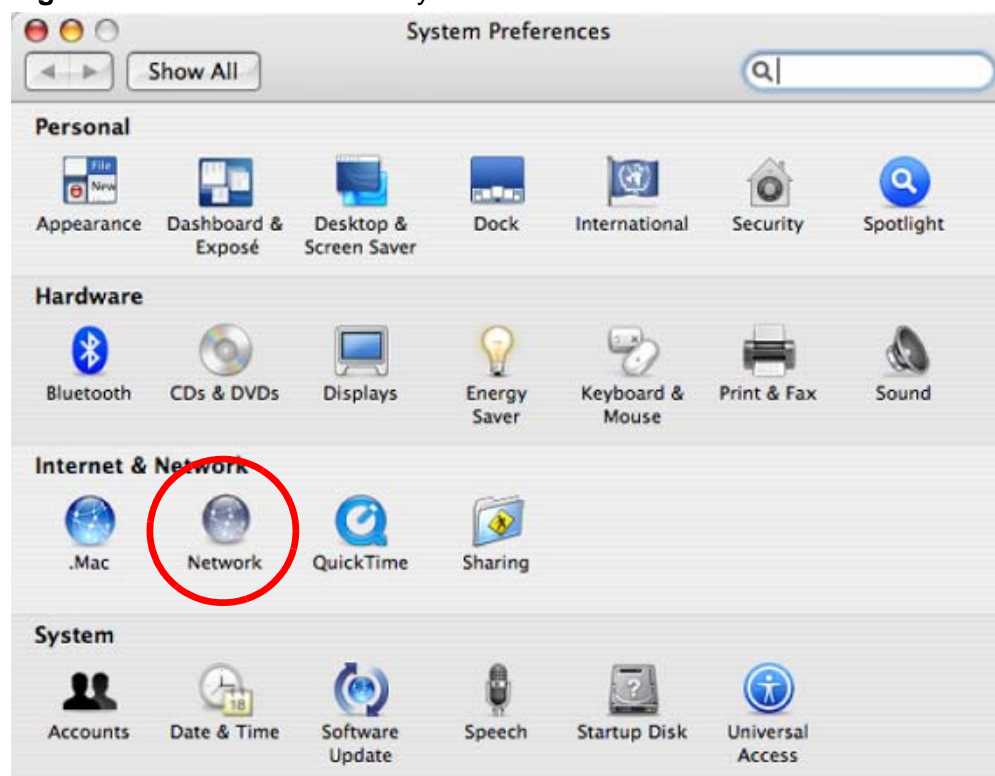 System Preferences
Show All
Personal
File
New
Appearance
Dashboard &
Exposé
Desktop &
Screen Saver
Dock
International
Security
Spotlight
Hardware
Bluetooth
CDs & DVDs
Displays
Energy
Saver
Keyboard &
Mouse
Print & Fax
Sound
Internet & Network
.Mac
Network
QuickTime
Sharing
System
18
?
Accounts
Date & Time
Software
Update
Speech
Startup Disk
Universal
Access